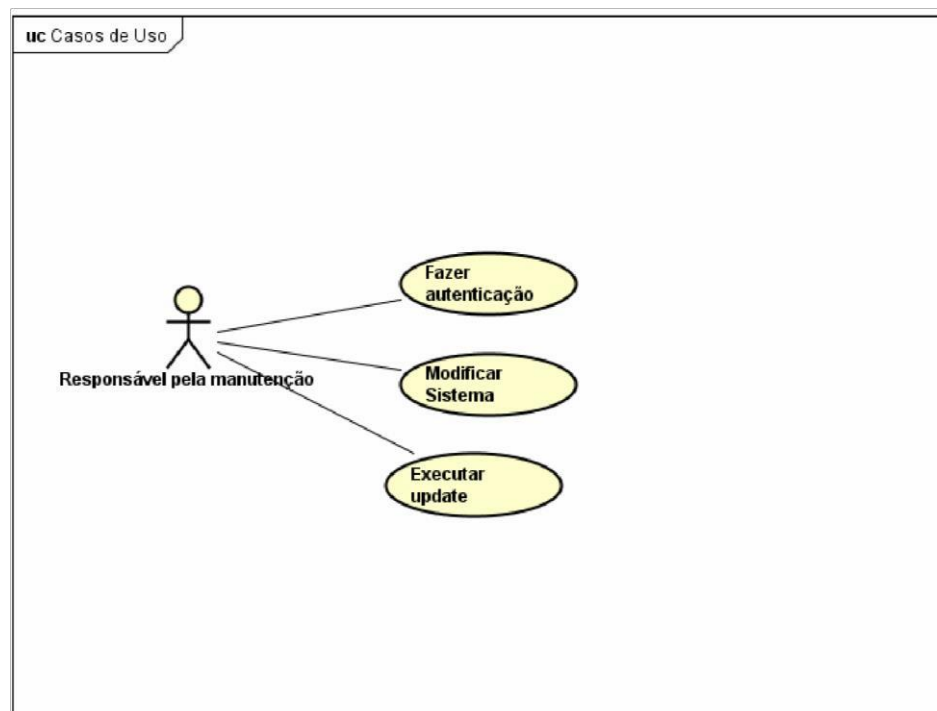 uc Casos de Uso
Fazer
autenticação
Responsável pela manutenção
Modificar
Sistema
Executar
update